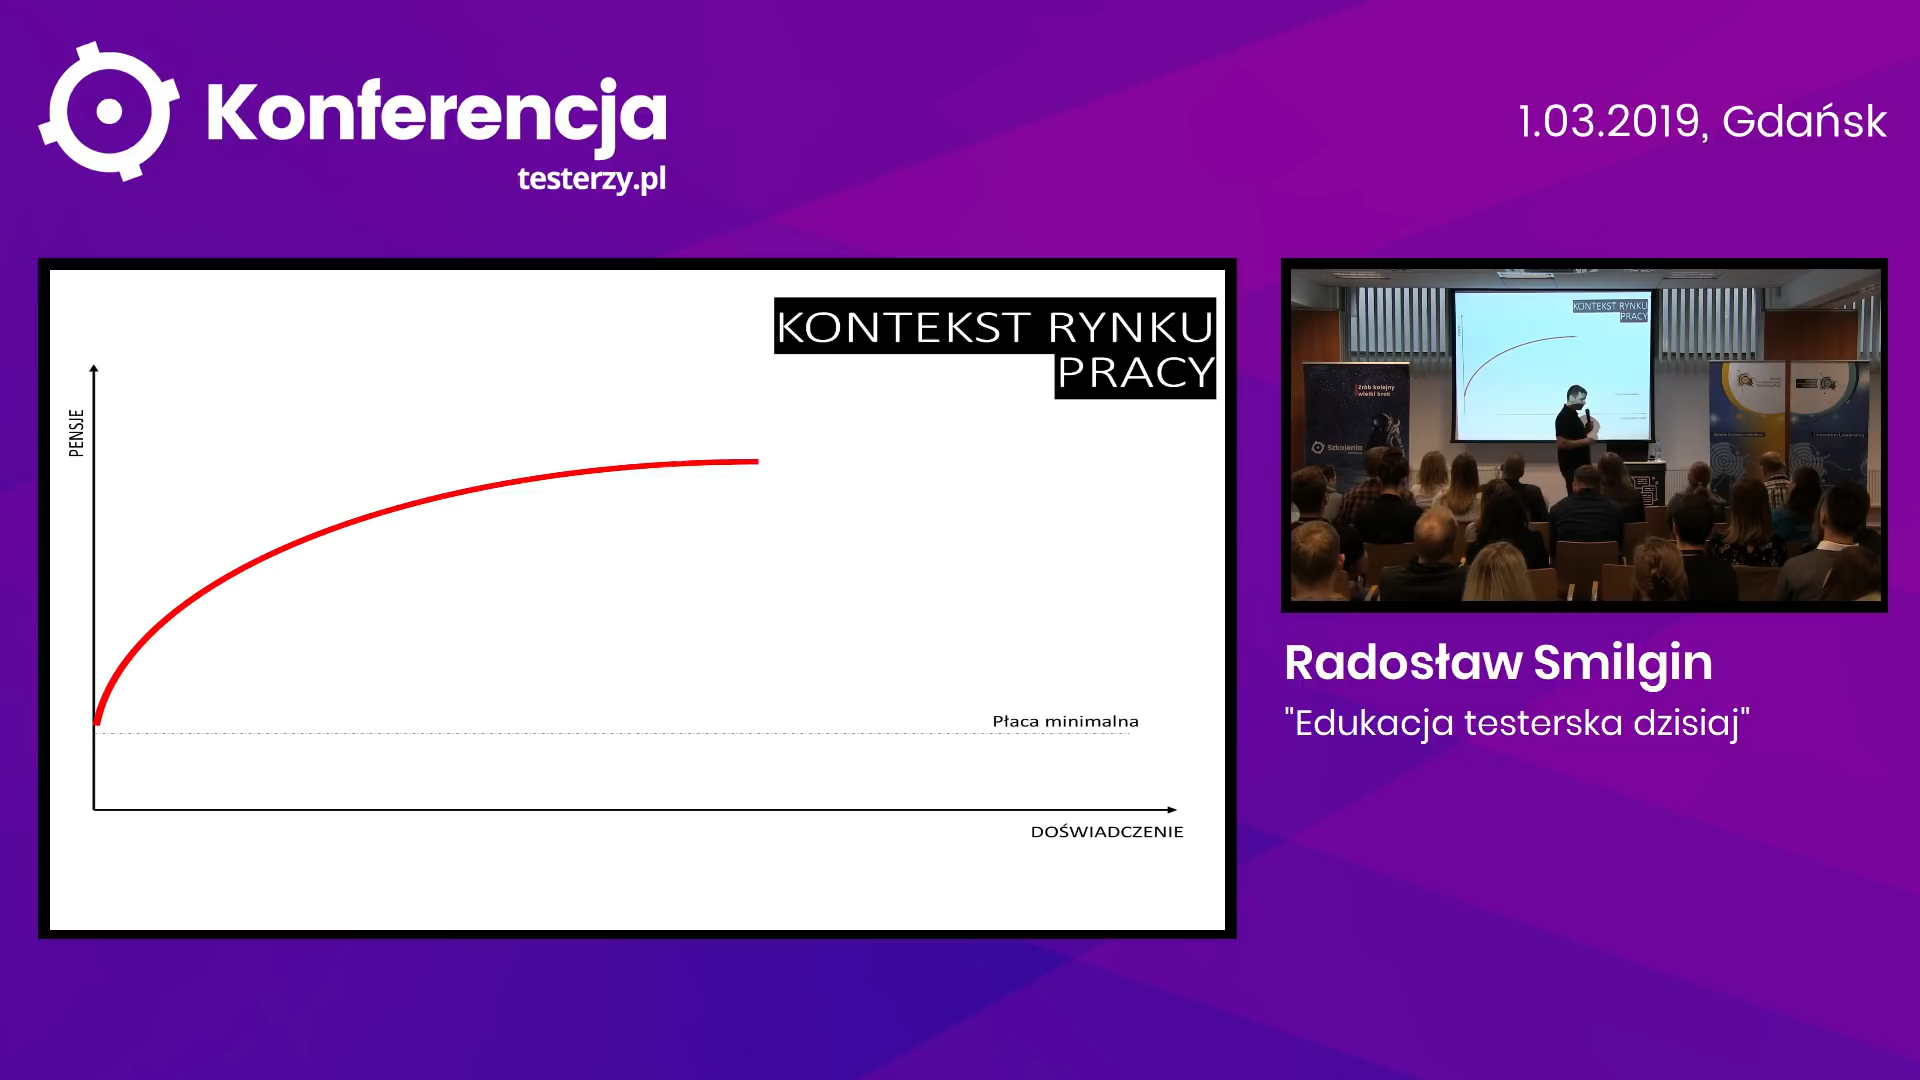 Konferencja
testerzy.pl
1.03.2019, Gdańsk
KONTEKST RYNKU
PRACY
PENSJE
Płaca minimalna
DOŚWIADCZENIE
KONTEKST RYNKU
PRACY
Zrób kolejny
wielki krok
Szkolenia
Radosław Smilgin
"Edukacja testerska dzisiaj"